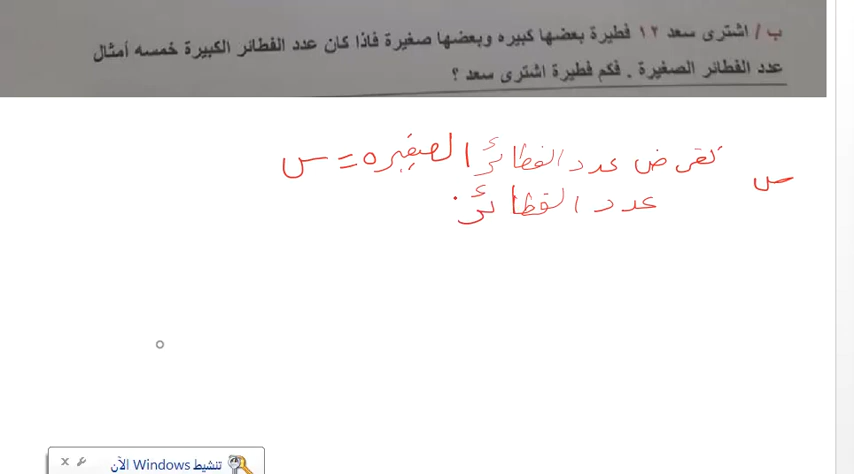 ب / اشترى سعد ١٢ فطيرة بعضها كبيره وبعضها صغيرة فاذا كان عدد الفطائر الكبيرة خمسه أمثال
عدد الفطائر الصغيرة . فكم فطيرة اشترى سعد ؟
نفرض عدد الفطائر الصغيره = س
س
عدد الفطائر
تنشيط Windows الآن